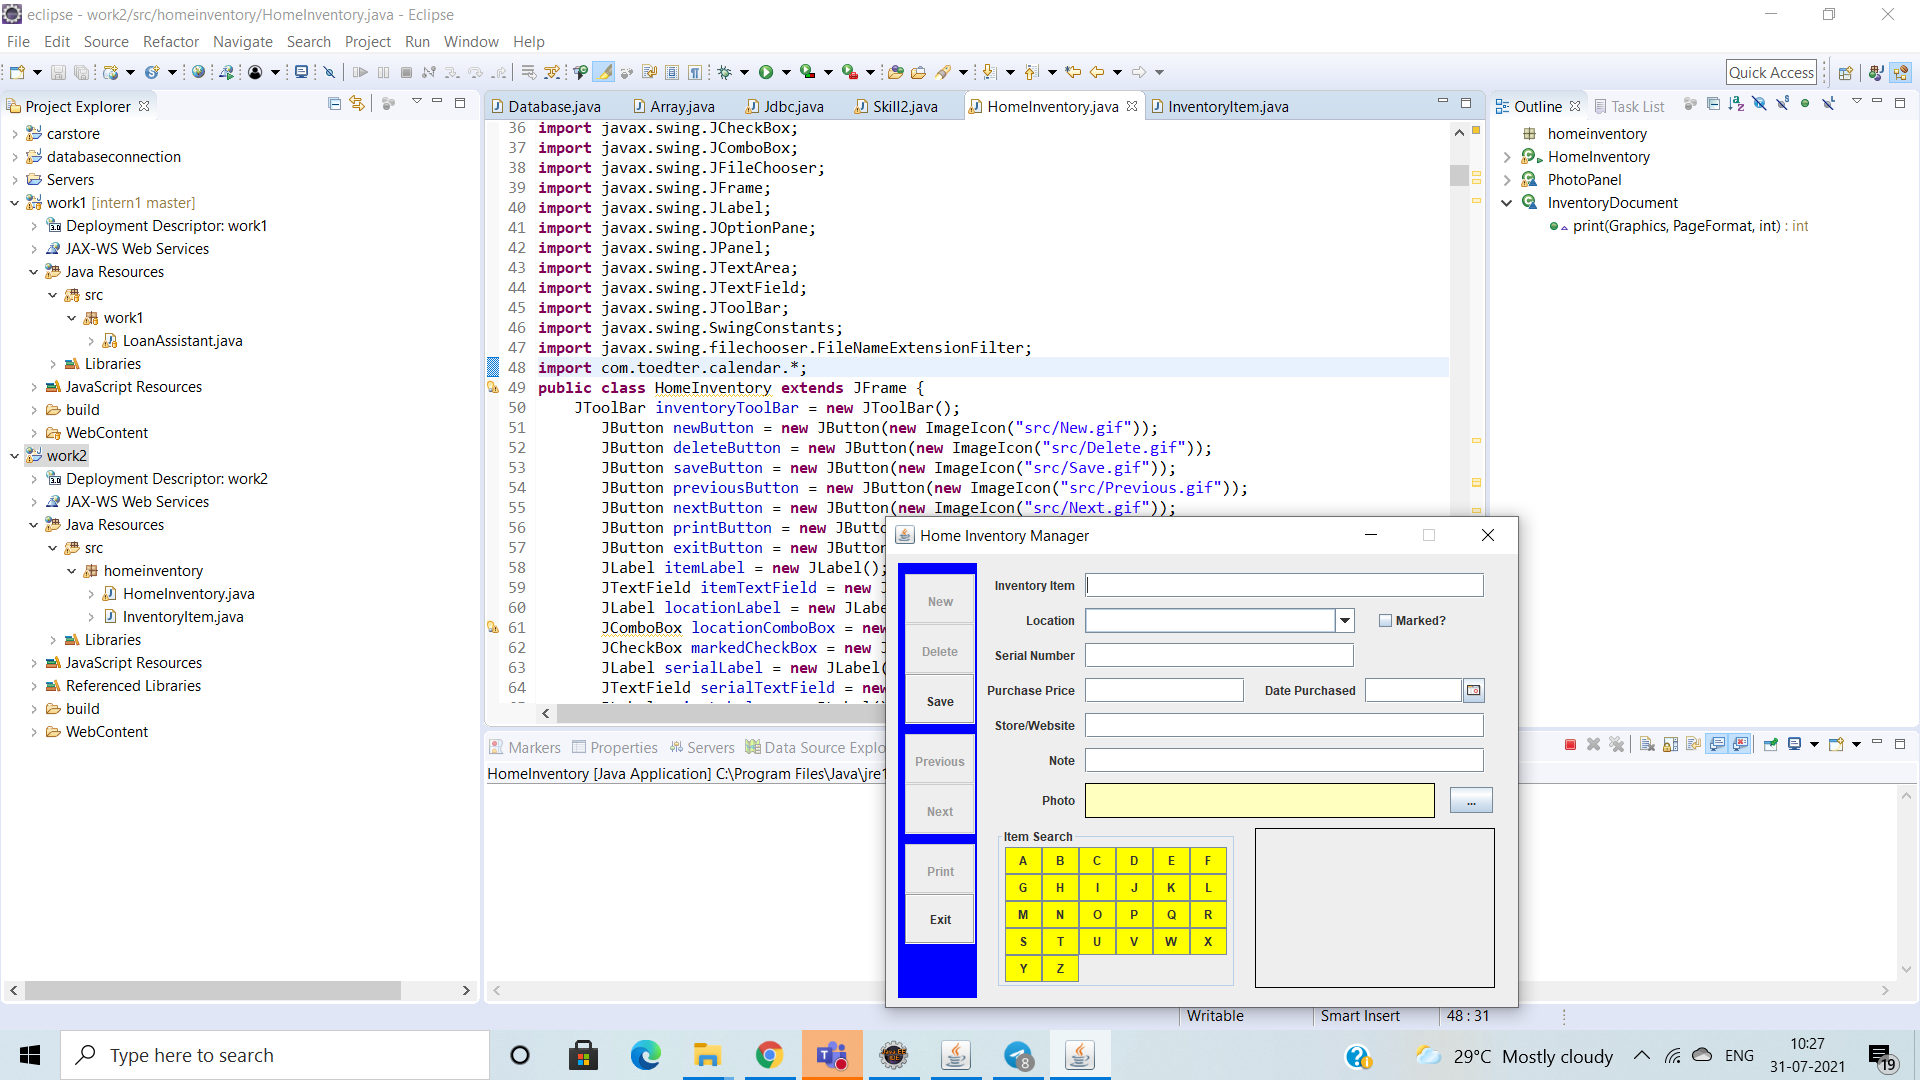 eclipse - work2/src/homeinventory/HomeInventory.java - Eclipse
File Edit Source Refactor Navigate Search Project Run Window Help
Quick Access
Project Explorer
carstore
databaseconnection
Servers
work1 [intern1 master]
Deployment Descriptor: work1
JAX-WS Web Services
Java Resources
src
work1
LoanAssistant.java
Libraries
JavaScript Resources
build
WebContent
work2
Deployment Descriptor: work2
JAX-WS Web Services
Java Resources
src
homeinventory
HomeInventory.java
InventoryItem.java
Libraries
JavaScript Resources
Referenced Libraries
build
WebContent
Database.java Array.java Jdbc.java Skill2.java HomeInventory.java InventoryItem.java
36 import javax.swing.JCheckBox;
37 import javax.swing.JComboBox;
38 import javax.swing.JFileChooser;
39 import javax.swing.JFrame;
40 import javax.swing.JLabel;
41 import javax.swing.JOptionPane;
42 import javax.swing.JPanel;
43 import javax.swing.JTextArea;
44 import javax.swing.JTextField;
45 import javax.swing.JToolBar;
46 import javax.swing.SwingConstants;
47 import javax.swing.filechooser.FileNameExtensionFilter;
48 import com.toedter.calendar.*;
49 public class HomeInventory extends JFrame {
50 JToolBar inventoryToolBar = new JToolBar();
51 JButton newButton = new JButton(new ImageIcon("src/New.gif"));
52 JButton deleteButton = new JButton(new ImageIcon("src/Delete.gif"));
53 JButton saveButton = new JButton(new ImageIcon("src/Save.gif"));
54 JButton previousButton = new JButton(new ImageIcon("src/Previous.gif"));
55 JButton nextButton = new JButton(new ImageIcon("src/Next.gif"));
56 JButton printButton = new JButt
57 JButton exitButton = new JButton
58 JLabel itemLabel = new JLabel();
59 JTextField itemTextField = new J
60 JLabel locationLabel = new JLabe
61 JComboBox locationComboBox = new
62 JCheckBox markedCheckBox = new J
63 JLabel serialLabel = new JLabel(
64 JTextField serialTextField = new
Outline Task List
homeinventory
HomeInventory
PhotoPanel
InventoryDocument
print(Graphics, PageFormat, int) : int
Markers Properties Servers Data Source Explo
HomeInventory [Java Application] C:\Program Files\Java\jre1
Home Inventory Manager
New
Delete
Save
Previous
Next
Print
Exit
Inventory Item
Location Marked?
Serial Number
Purchase Price Date Purchased
Store/Website
Note
Photo ...
Item Search
A B C D E F
G H I J K L
M N O P Q R
S T U V W X
Y Z
Writable Smart Insert 48 : 31
Type here to search
8
29°C Mostly cloudy
ENG
10:27
31-07-2021
19